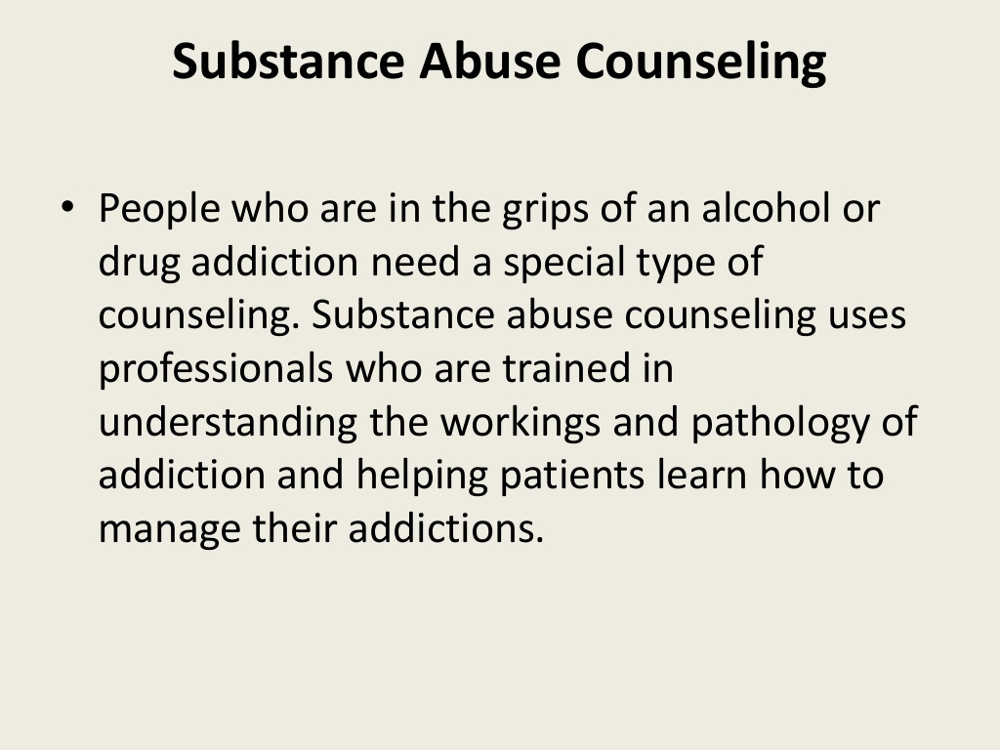 Substance Abuse Counseling
• People who are in the grips of an alcohol or
drug addiction need a special type of
counseling. Substance abuse counseling uses
professionals who are trained in
understanding the workings and pathology of
addiction and helping patients learn how to
manage their addictions.